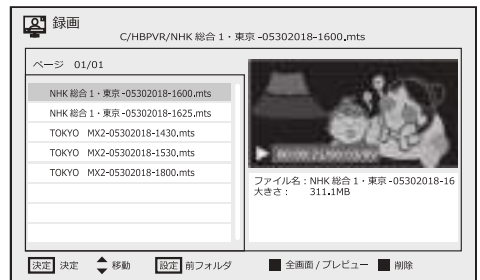 録画
C/HBPVR/NHK 総合 1・東京 -05302018-1600.mts
ページ 01/01
NHK 総合 1・東京 -05302018-1600.mts
NHK 総合 1・東京 -05302018-1625.mts
TOKYO MX2-05302018-1430.mts
TOKYO MX2-05302018-1530.mts
TOKYO MX2-05302018-1800.mts
ファイル名：NHK 総合 1・東京 -05302018-16
大きさ： 311.1MB
決定 決定 移動 設定 前フォルダ 全画面 / プレビュー 削除